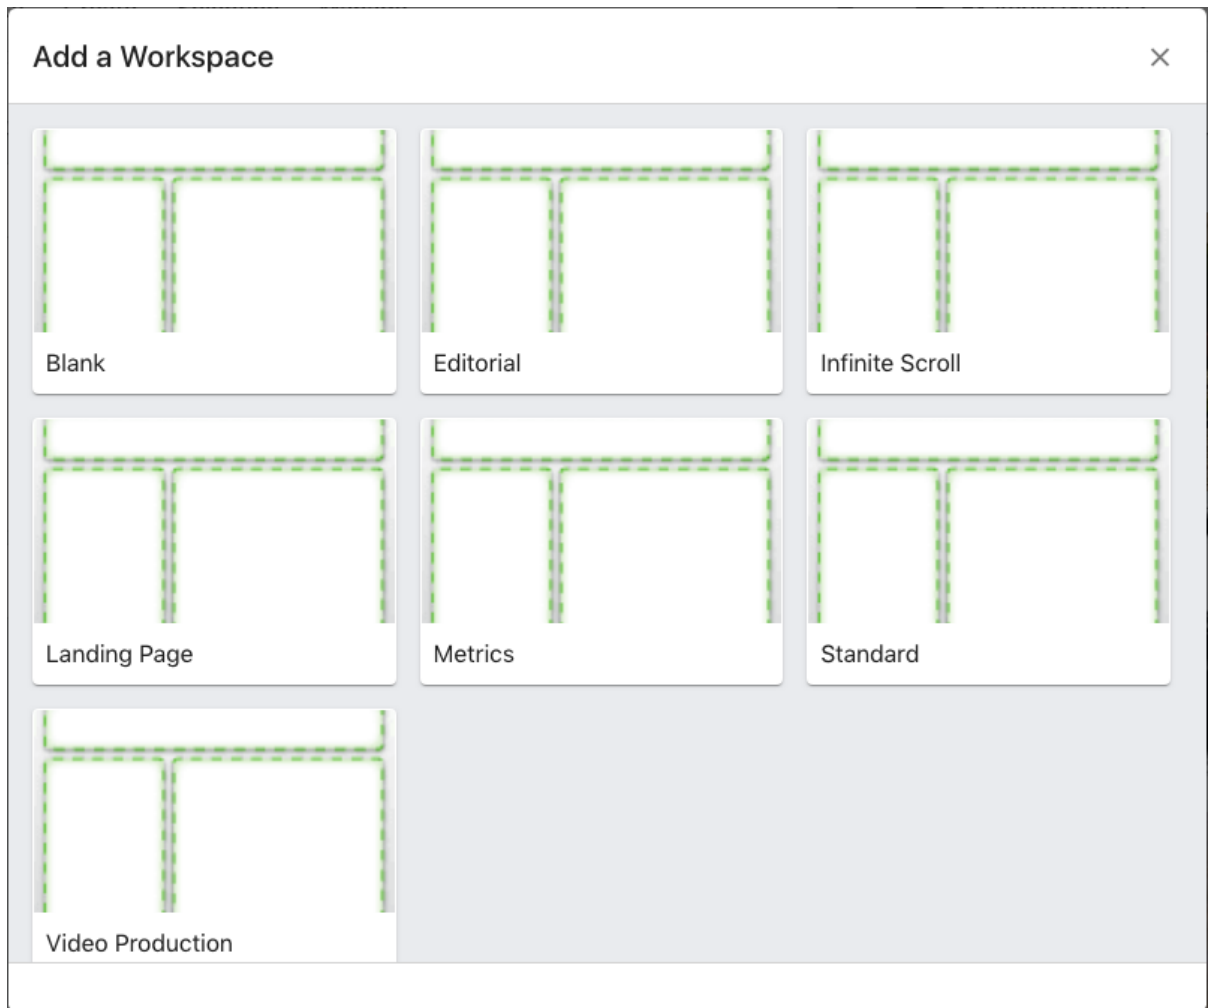 Add a Workspace
Blank
Editorial
Infinite Scroll
Landing Page
Metrics
Standard
Video Production